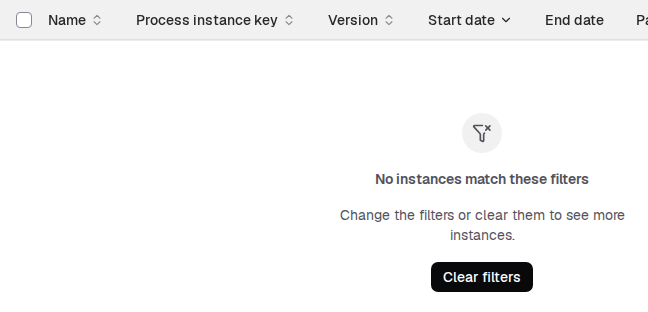 Name Process instance key Version Start date End date
No instances match these filters
Change the filters or clear them to see more
instances.
Clear filters